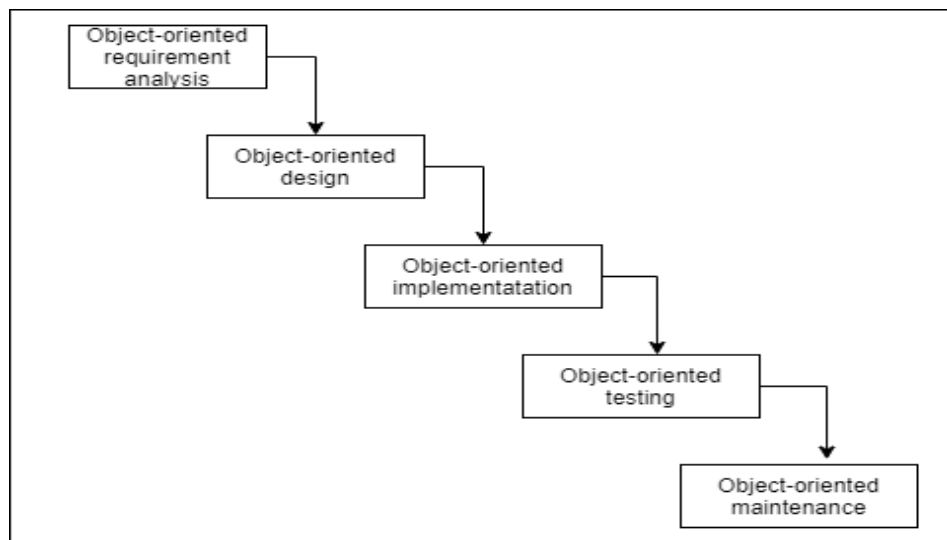 Object-oriented
requirement
analysis
Object-oriented
design
Object-oriented
implementatation
Object-oriented
testing
Object-oriented
maintenance